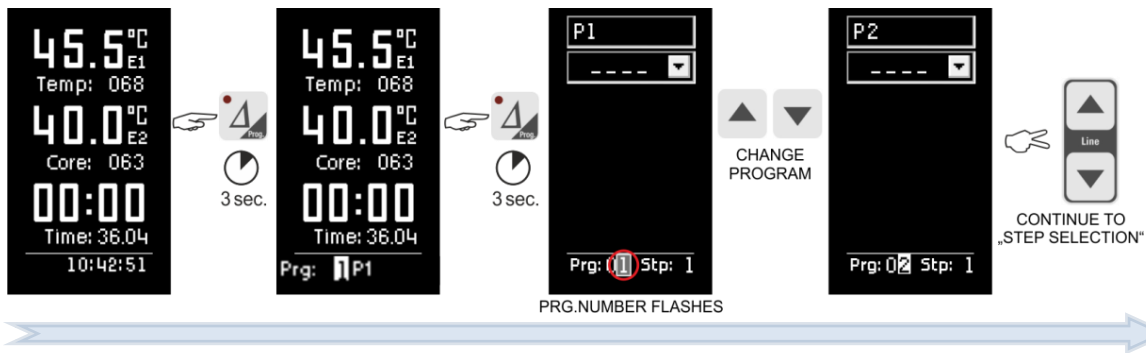 45.5°C
E1
Temp: 068
40.0°C
E2
Core: 063
00:00
Time: 36.04
10:42:51
Prog.
3 sec.
45.5°C
E1
Temp: 068
40.0°C
E2
Core: 063
00:00
Time: 36.04
Prg: 1 P1
Prog.
3 sec.
P1
----
Prg: 01 Stp: 1
PRG.NUMBER FLASHES
CHANGE
PROGRAM
P2
----
Prg: 02 Stp: 1
Line
CONTINUE TO
„STEP SELECTION“